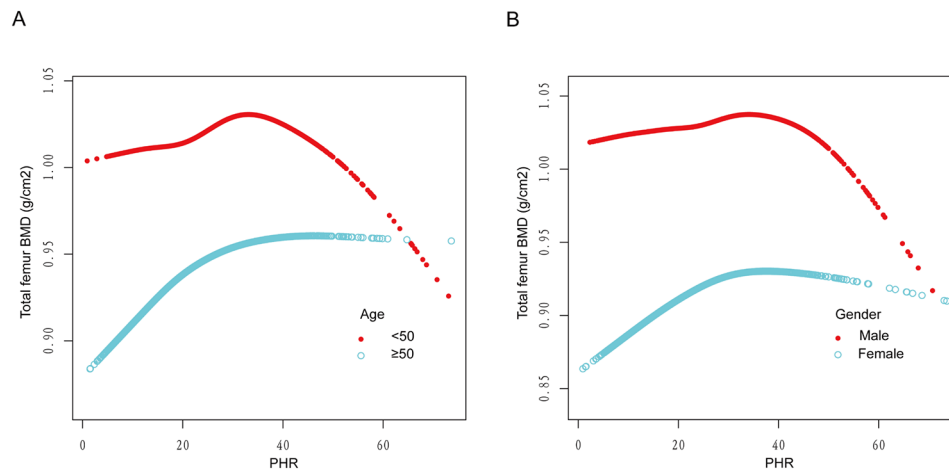 A
B
Total femur BMD (g/cm2)
1.05
1.00
0.95
0.90
Age
<50
≥50
0
20
40
60
PHR
Total femur BMD (g/cm2)
1.05
1.00
0.95
0.90
0.85
Gender
Male
Female
0
20
40
60
PHR